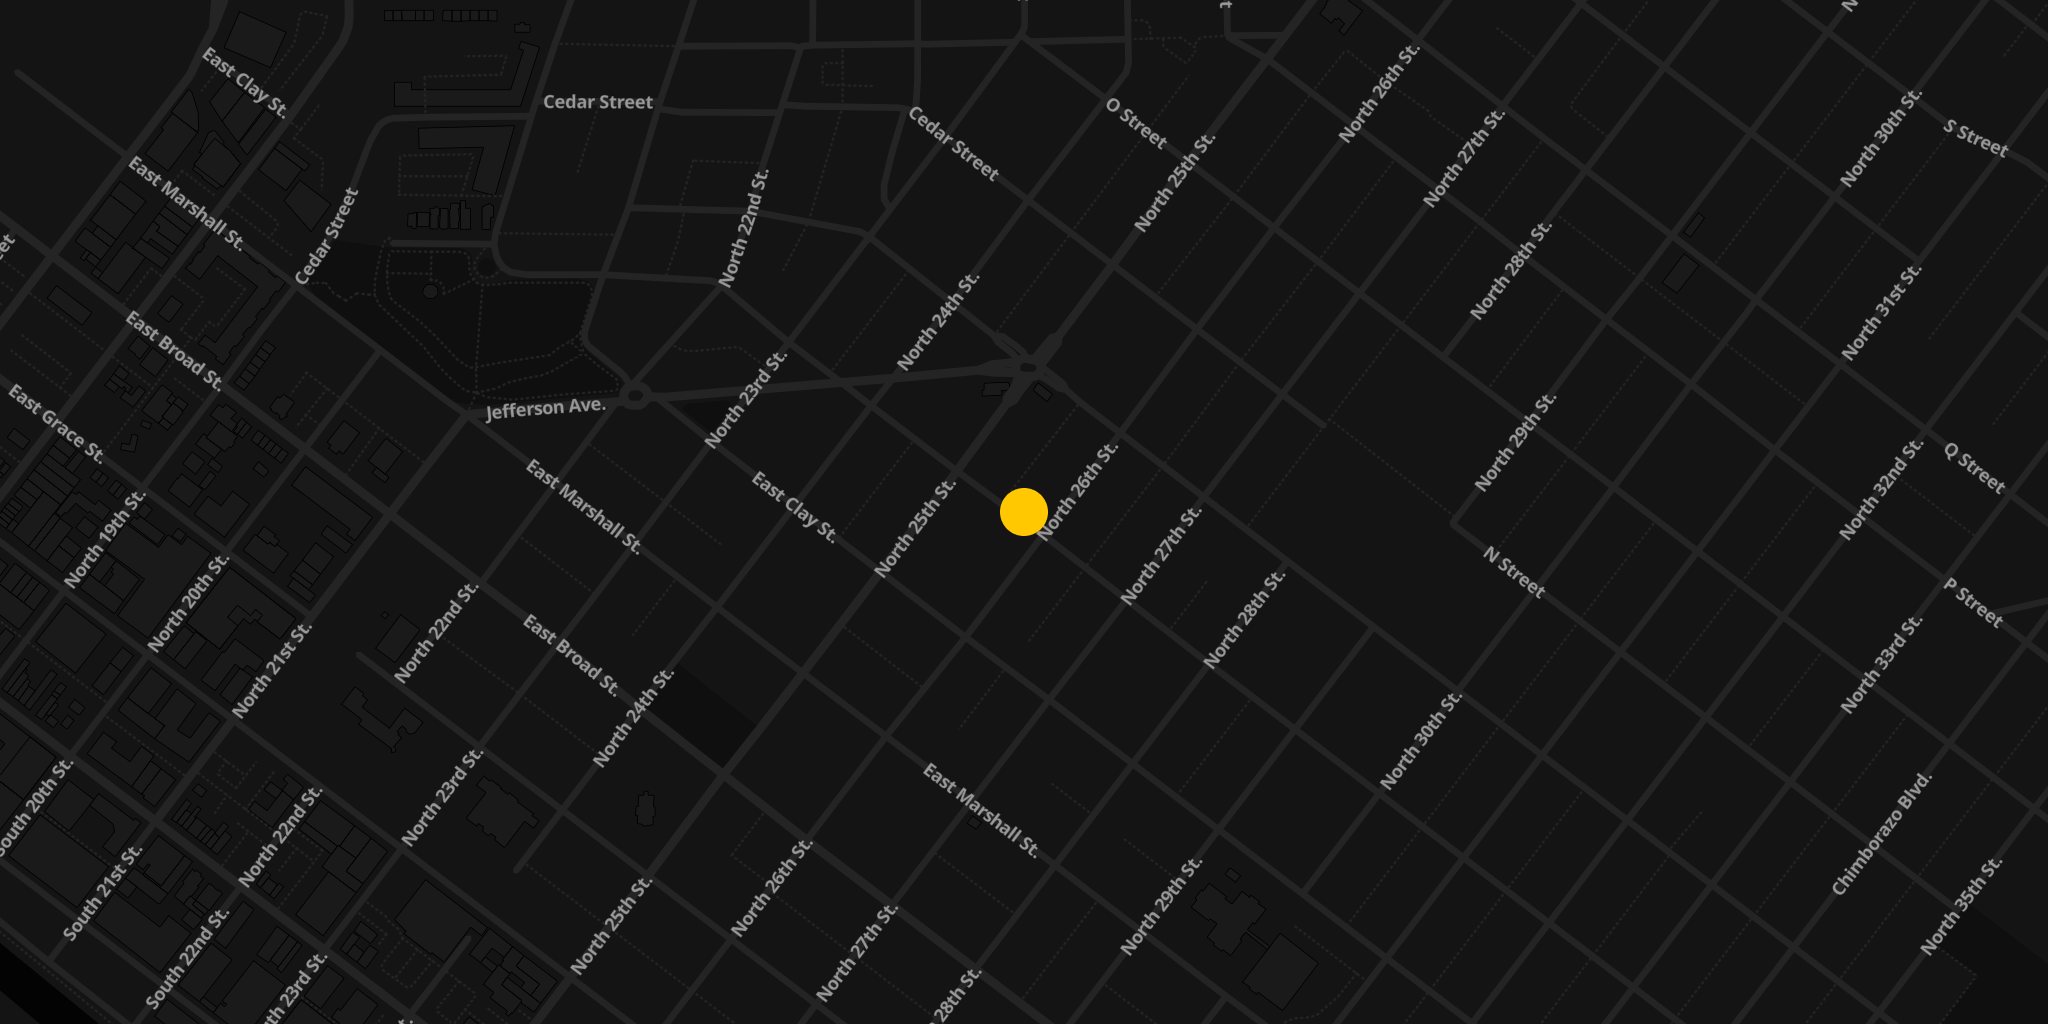 East Clay St.
Cedar Street
O Street
North 26th St.
North 27th St.
North 30th St.
S Street
East Marshall St.
Cedar Street
North 22nd St.
Cedar Street
North 25th St.
North 28th St.
North 31st St.
East Broad St.
North 24th St.
North 23rd St.
Jefferson Ave.
East Grace St.
North 29th St.
Q Street
North 32nd St.
East Marshall St.
East Clay St.
North 25th St.
North 26th St.
North 27th St.
North 28th St.
N Street
P Street
North 19th St.
North 20th St.
North 21st St.
North 22nd St.
East Broad St.
North 24th St.
North 33rd St.
North 30th St.
South 20th St.
North 22nd St.
North 23rd St.
East Marshall St.
Chimborazo Blvd.
South 21st St.
South 22nd St.
North 25th St.
North 26th St.
North 27th St.
North 29th St.
North 35th St.
23rd St.
28th St.